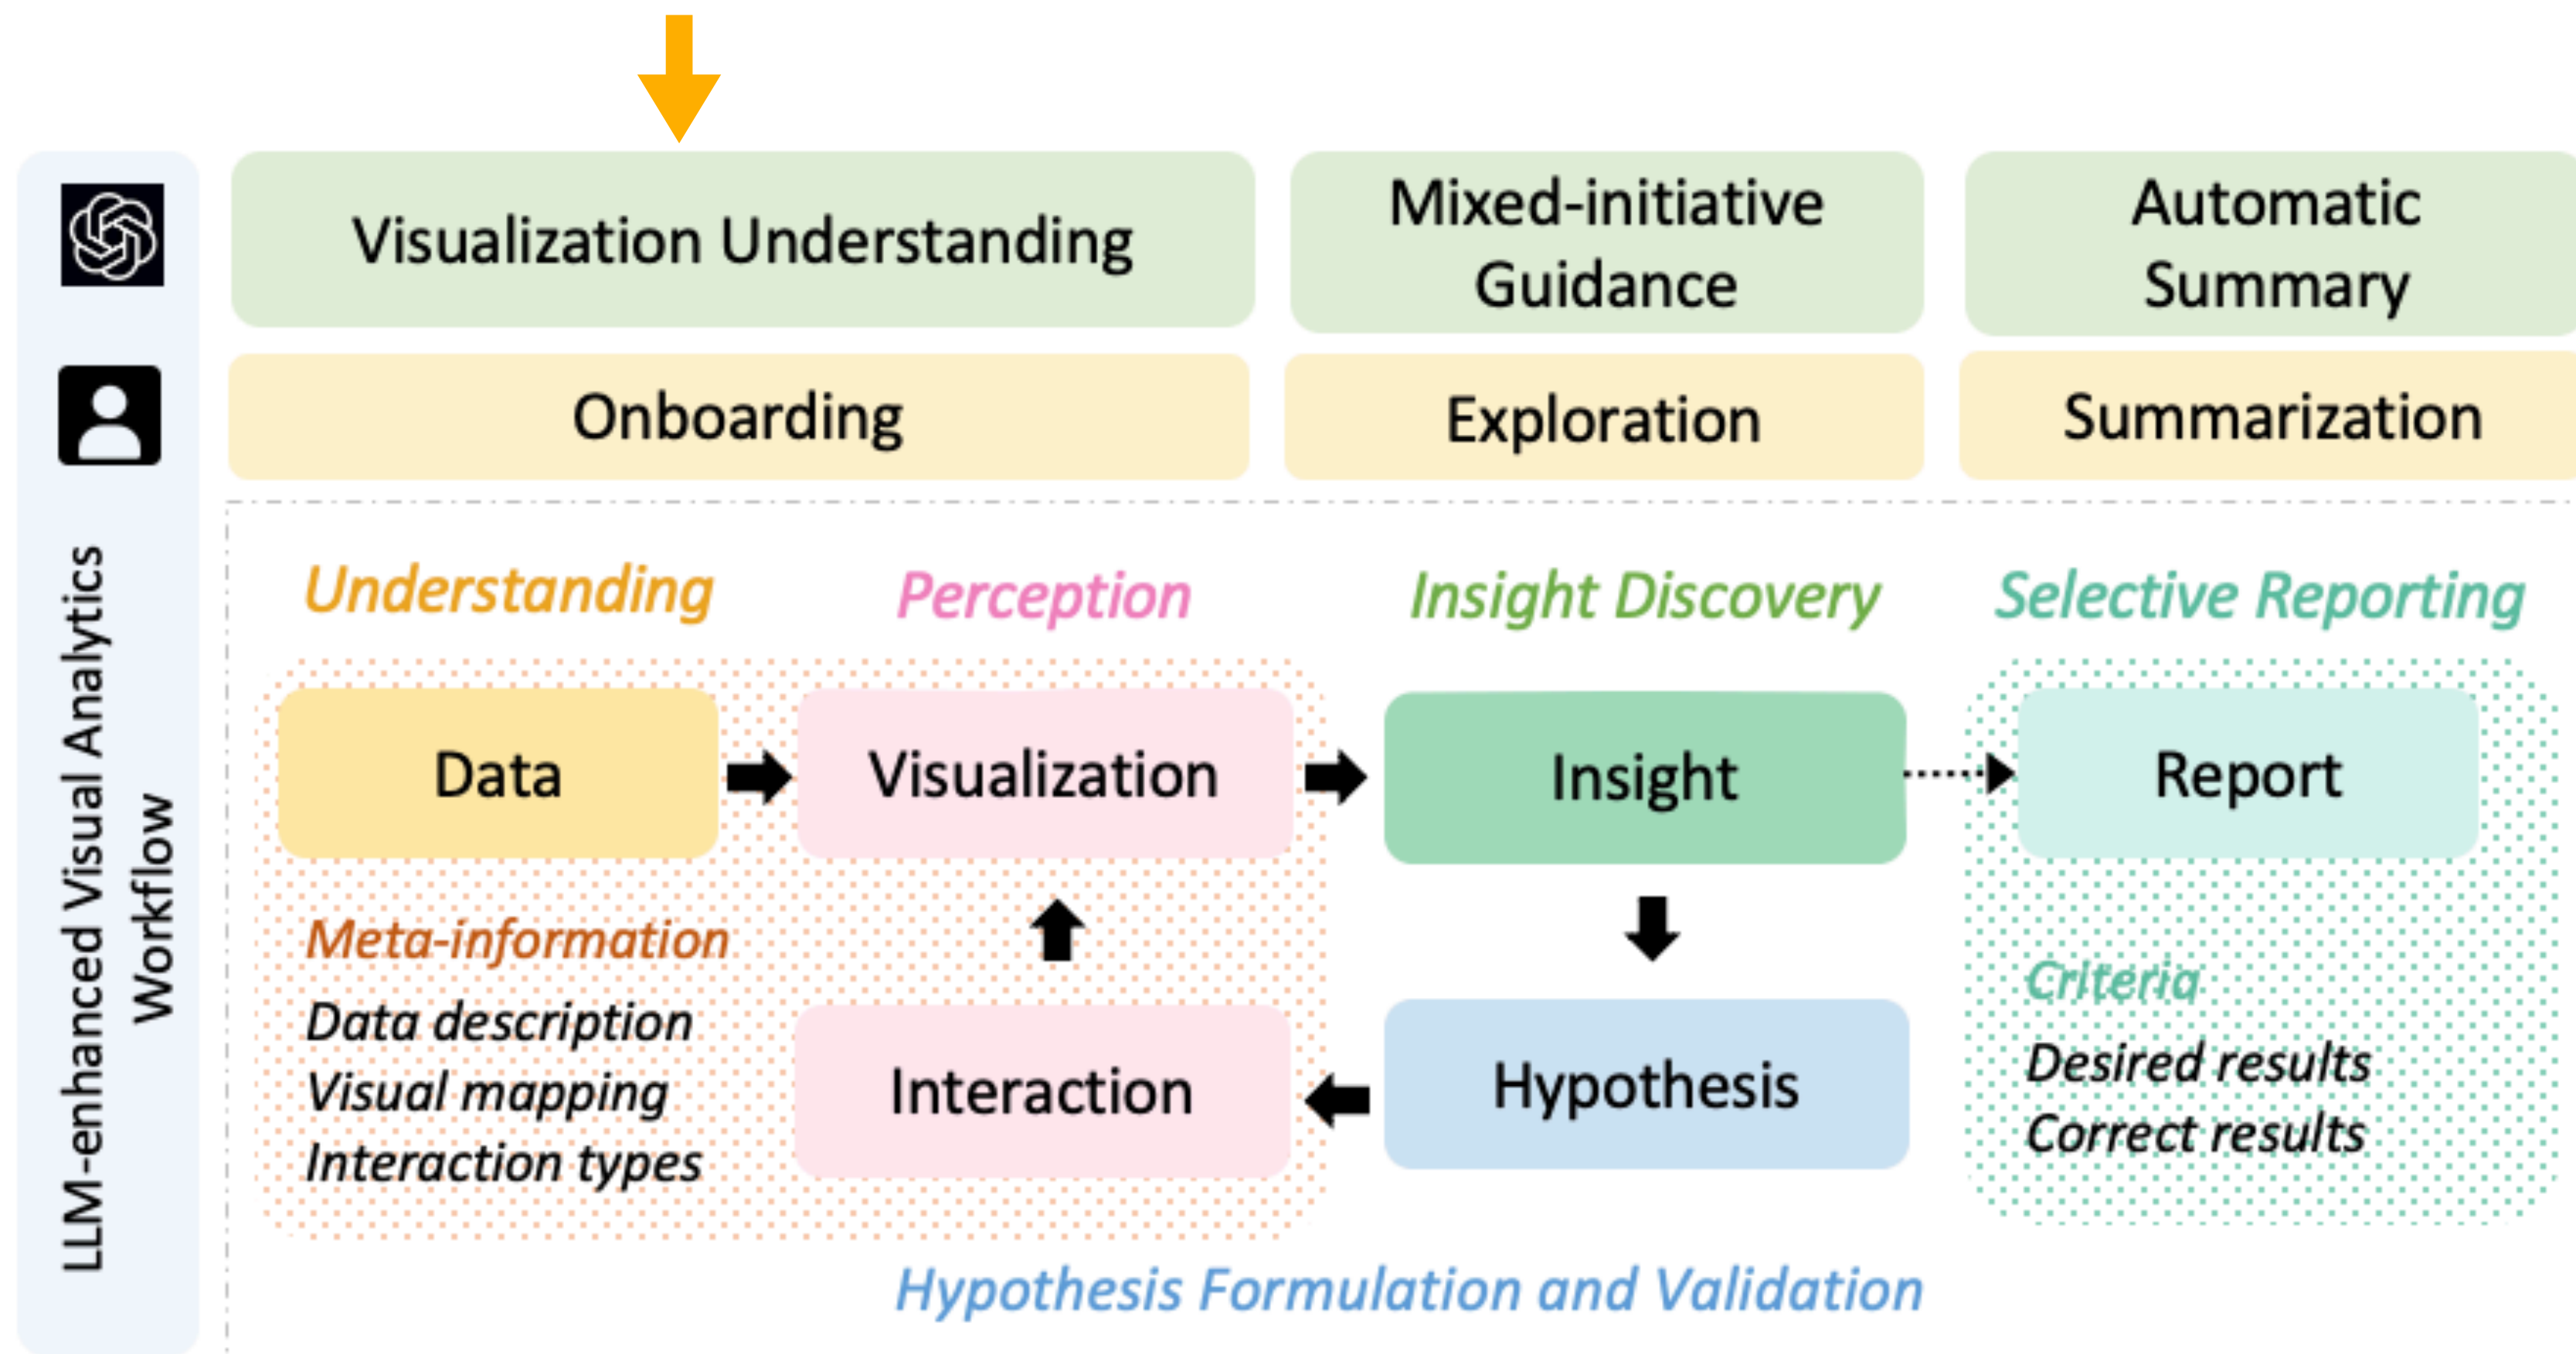 Visualization Understanding
Mixed-initiative
Guidance
Automatic
Summary
Onboarding
Exploration
Summarization
LLM-enhanced Visual Analytics
Workflow
Understanding
Perception
Insight Discovery
Selective Reporting
Data
Visualization
Insight
Report
Meta-information
Data description
Visual mapping
Interaction types
Interaction
Hypothesis
Criteria
Desired results
Correct results
Hypothesis Formulation and Validation